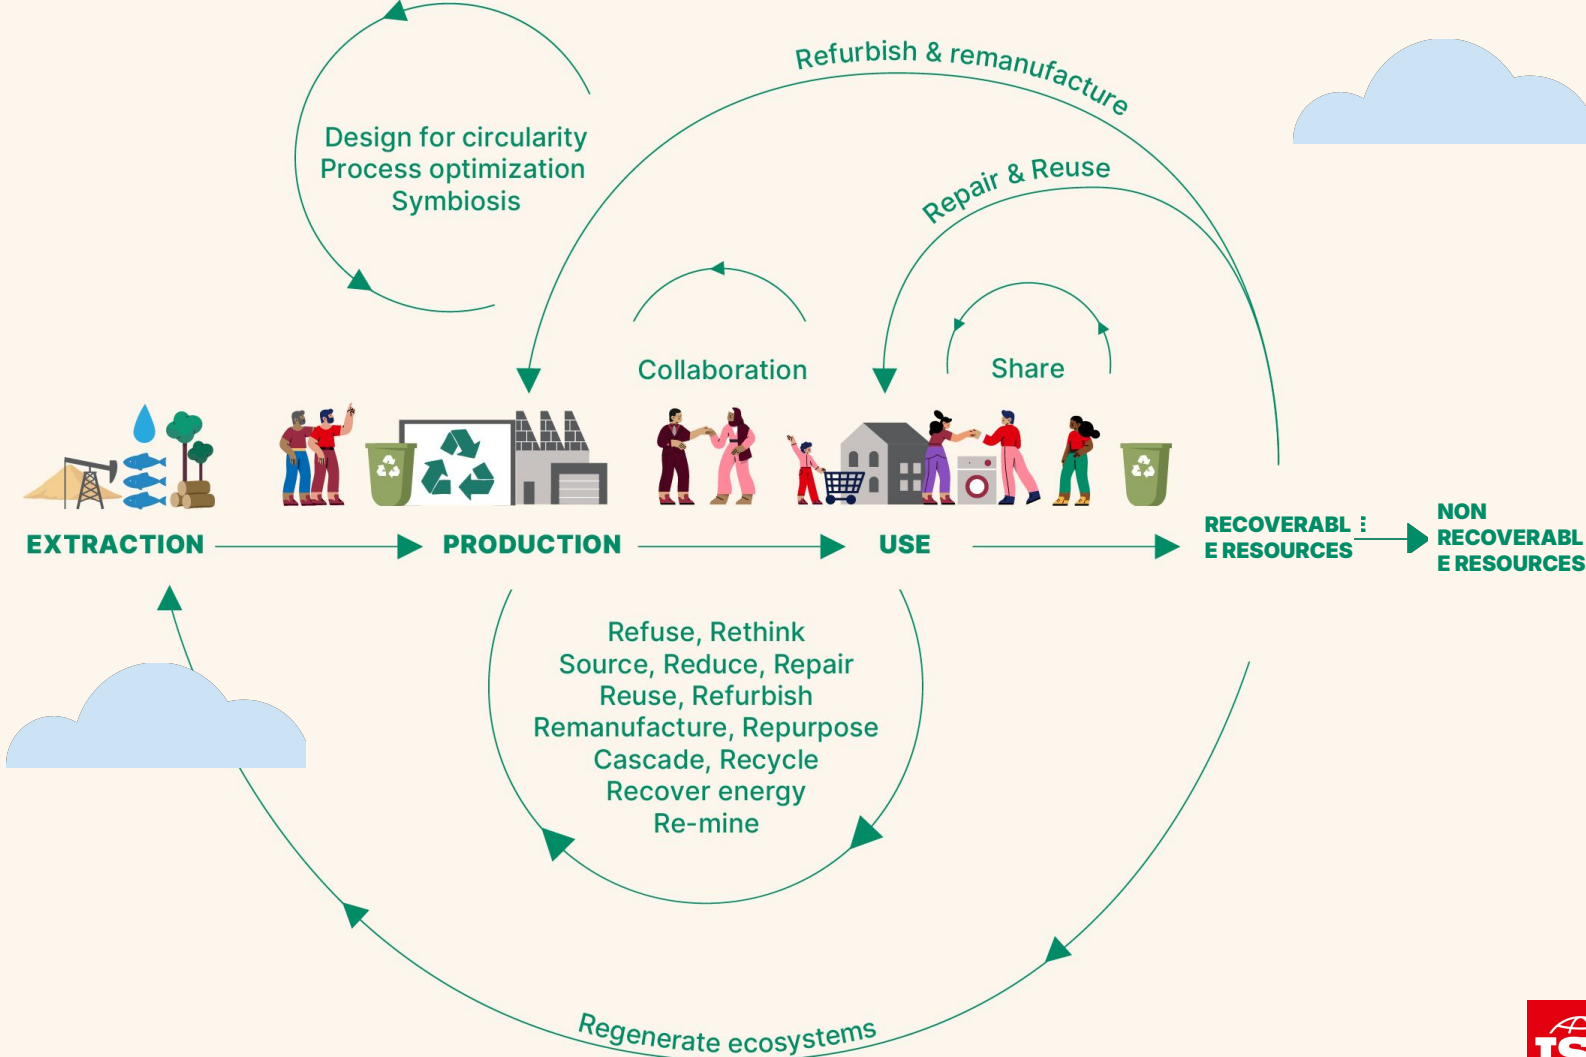 Refurbish & remanufacture
Design for circularity
Process optimization
Symbiosis
Repair & Reuse
Collaboration
Share
EXTRACTION
PRODUCTION
USE
RECOVERABL
E RESOURCES
NON
RECOVERABL
E RESOURCES
Refuse, Rethink
Source, Reduce, Repair
Reuse, Refurbish
Remanufacture, Repurpose
Cascade, Recycle
Recover energy
Re-mine
Regenerate ecosystems